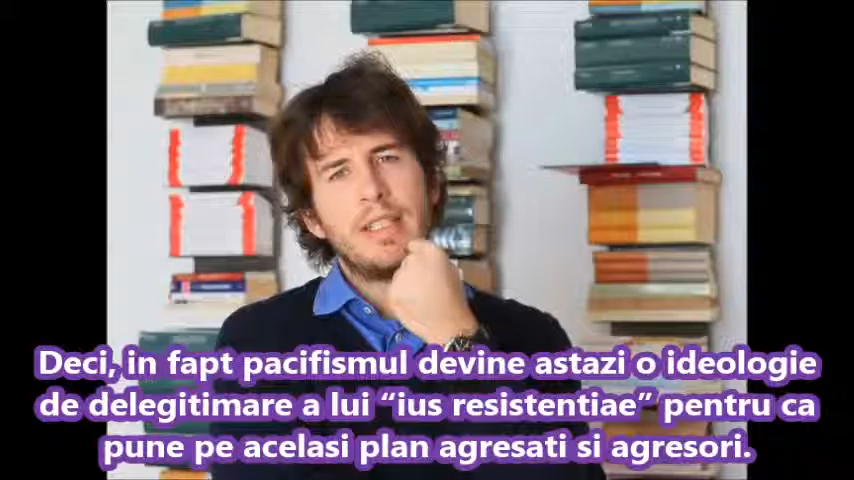 Deci, in fapt pacifismul devine astazi o ideologie
de delegitimare a lui “ius resistentiae” pentru ca
pune pe acelasi plan agresati si agresori.